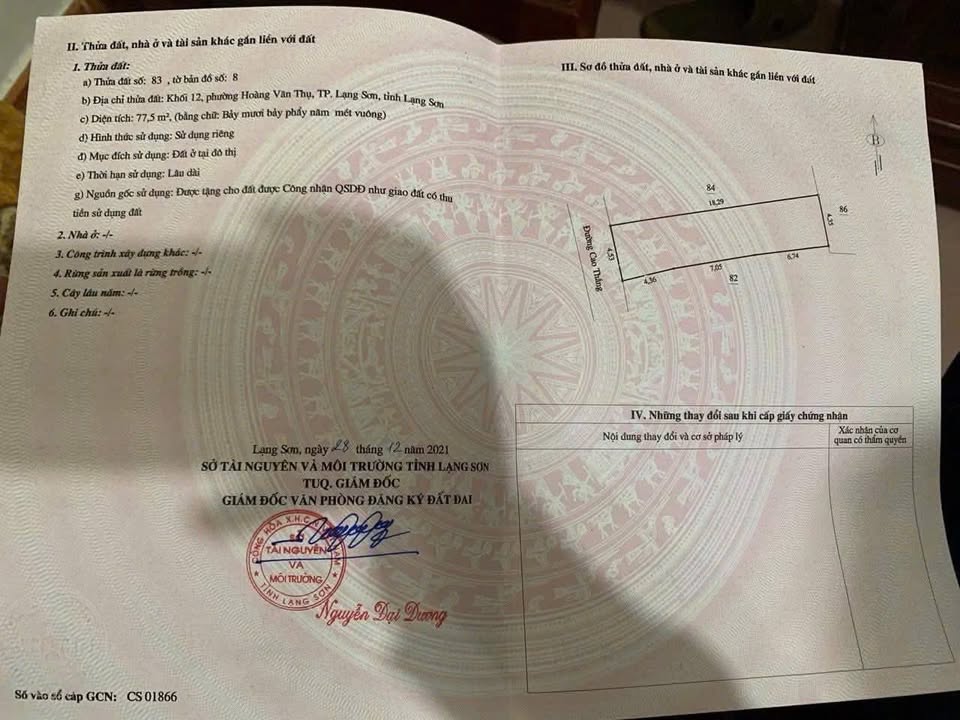 II. Thửa đất, nhà ở và tài sản khác gắn liền với đất
1. Thửa đất:
a) Thửa đất số: 83 , tờ bản đồ số: 8
b) Địa chỉ thửa đất: Khối 12, phường Hoàng Văn Thụ, TP. Lạng Sơn, tỉnh Lạng Sơn
c) Diện tích: 77,5 m², (bằng chữ: Bảy mươi bảy phẩy năm mét vuông)
d) Hình thức sử dụng: Sử dụng riêng
đ) Mục đích sử dụng: Đất ở tại đô thị
e) Thời hạn sử dụng: Lâu dài
g) Nguồn gốc sử dụng: Được tặng cho đất được Công nhận QSDĐ như giao đất có thu
tiền sử dụng đất
2. Nhà ở: -/-
3. Công trình xây dựng khác: -/-
4. Rừng sản xuất là rừng trồng: -/-
5. Cây lâu năm: -/-
6. Ghi chú: -/-
Lạng Sơn, ngày 28 tháng 12 năm 2021
SỞ TÀI NGUYÊN VÀ MÔI TRƯỜNG TỈNH LẠNG SƠN
TUQ. GIÁM ĐỐC
GIÁM ĐỐC VĂN PHÒNG ĐĂNG KÝ ĐẤT ĐAI
CỘNG HÒA X.H.C.
SỞ
TÀI NGUYÊN
VÀ
MÔI TRƯỜNG
TỈNH LẠNG SƠN
Nguyễn Đại Dương
Số vào sổ cấp GCN: CS 01866
III. Sơ đồ thửa đất, nhà ở và tài sản khác gắn liền với đất
B
84
18,29
86
4,35
Đường Cao Thắng
4,53
4,36
7,05
6,74
82
IV. Những thay đổi sau khi cấp giấy chứng nhận
Nội dung thay đổi và cơ sở pháp lý
Xác nhận của cơ
quan có thẩm quyền